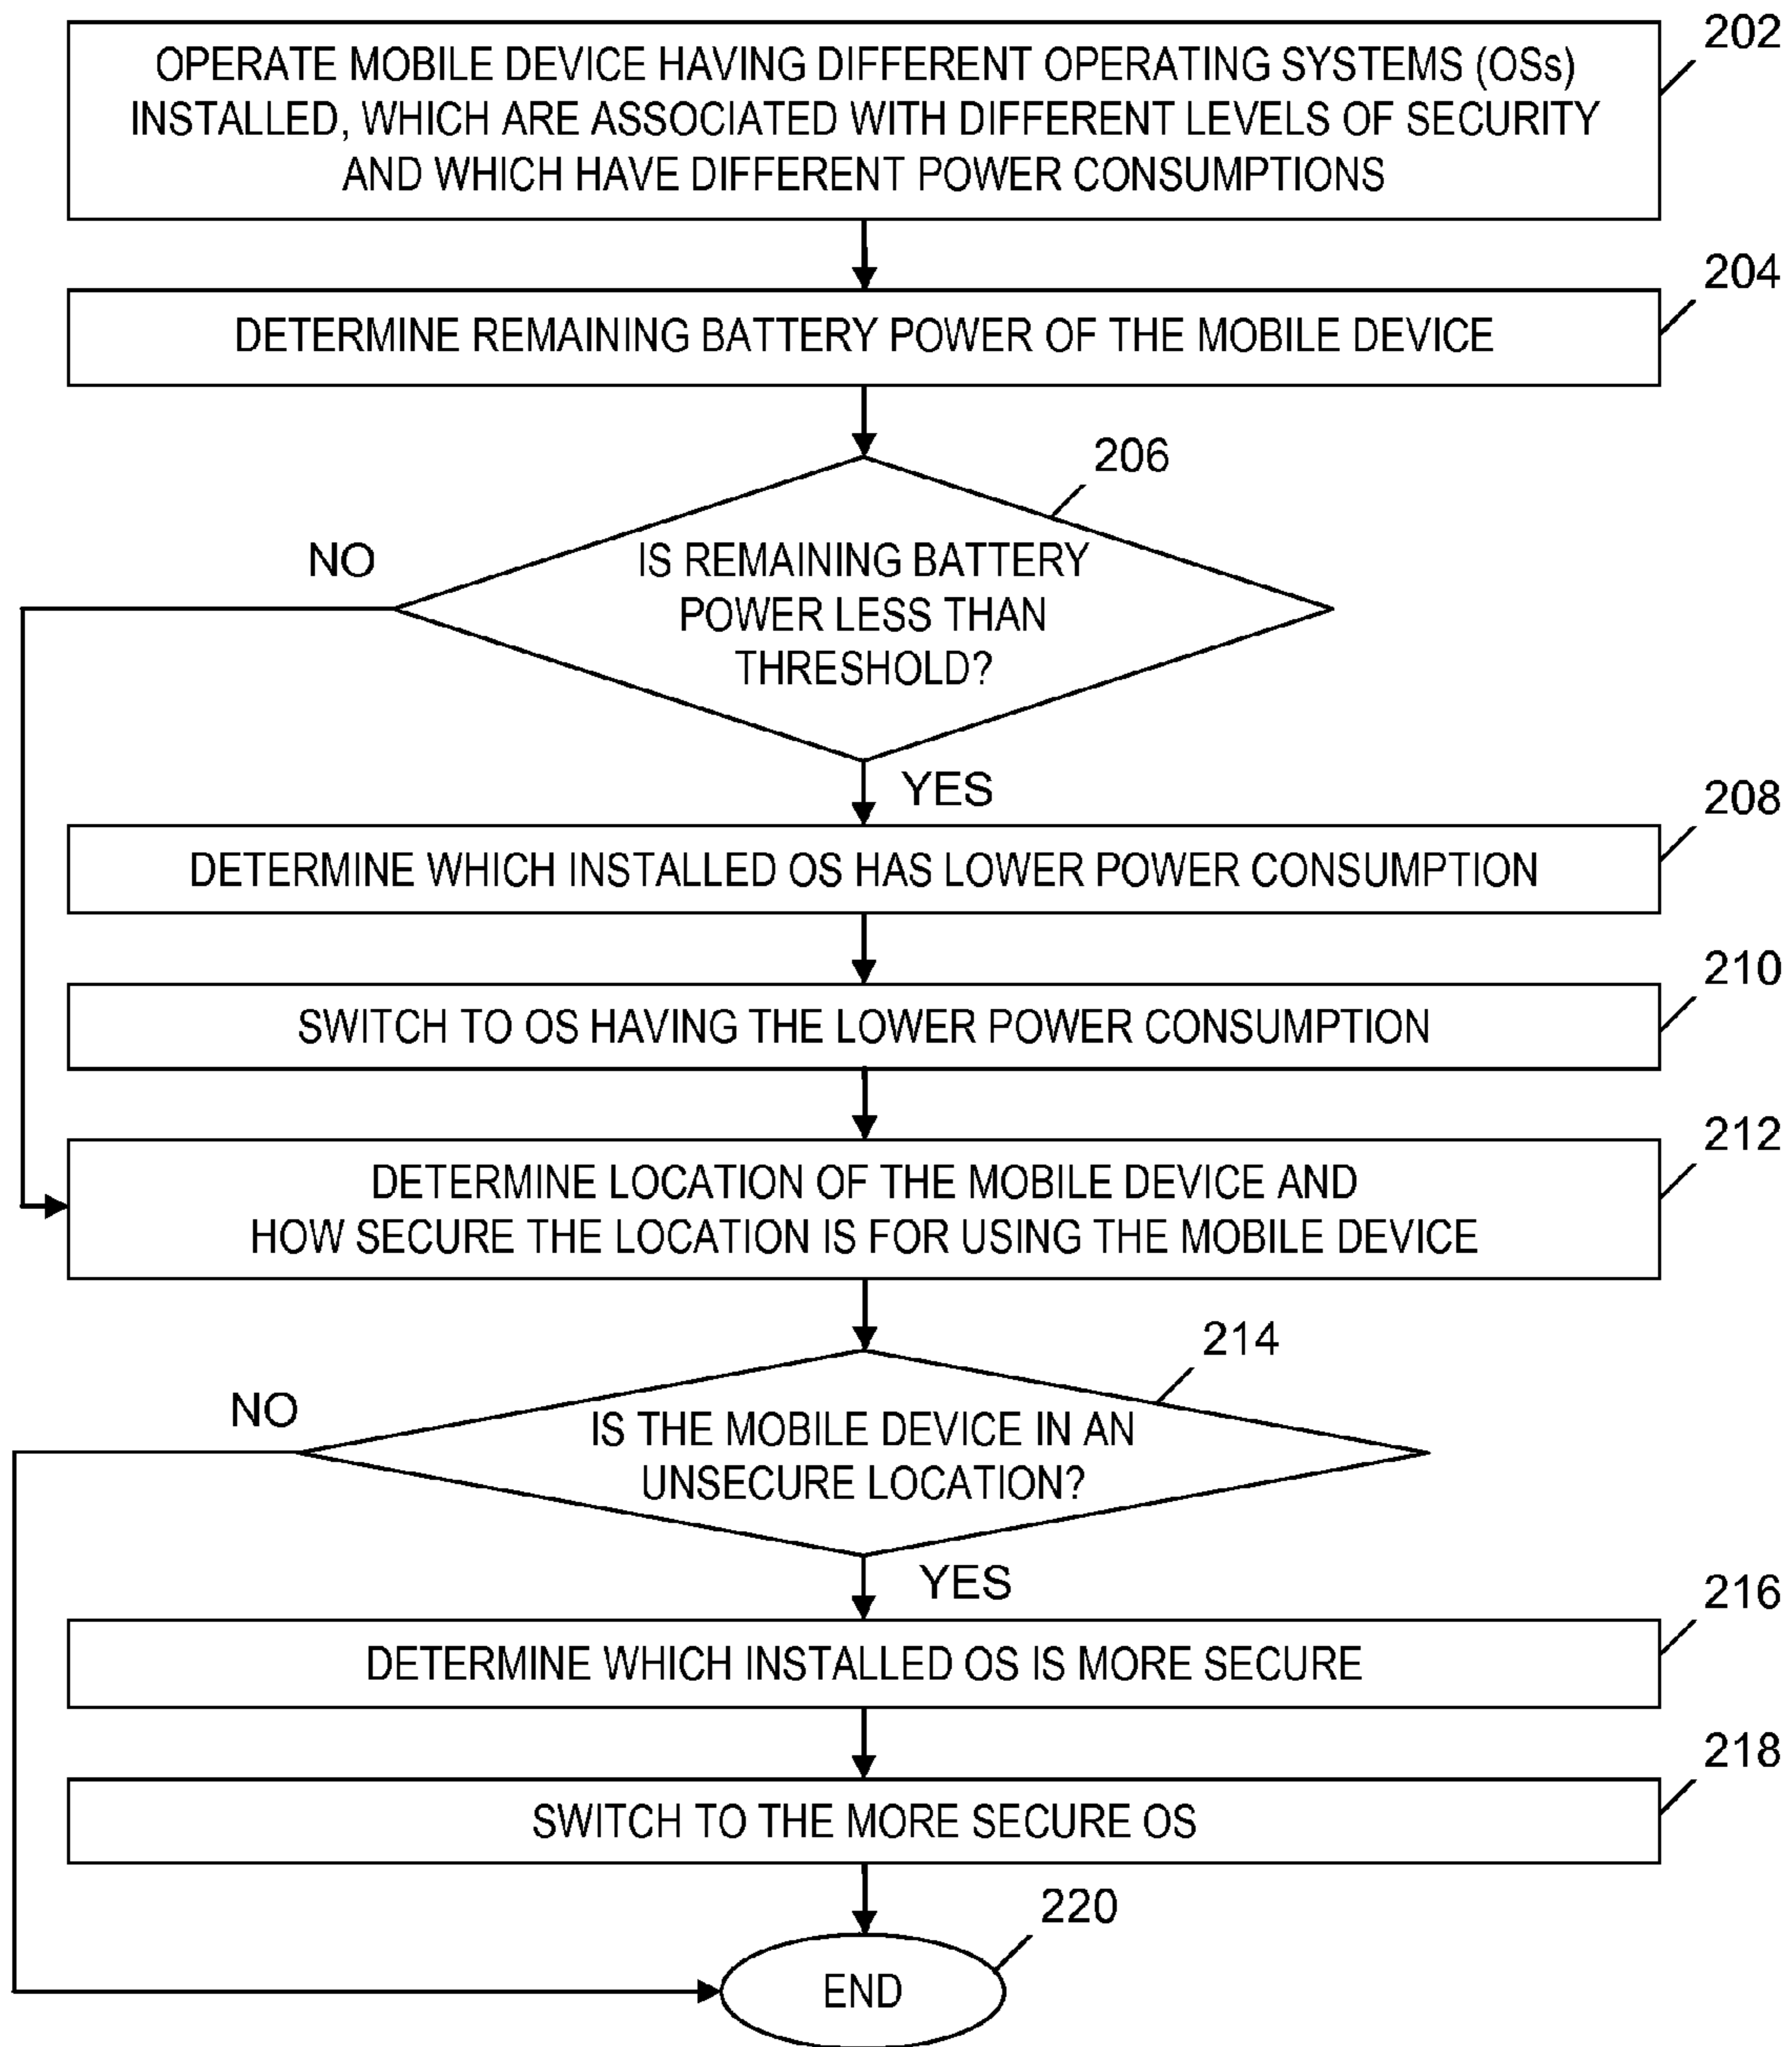 202
OPERATE MOBILE DEVICE HAVING DIFFERENT OPERATING SYSTEMS (OSs)
INSTALLED, WHICH ARE ASSOCIATED WITH DIFFERENT LEVELS OF SECURITY
AND WHICH HAVE DIFFERENT POWER CONSUMPTIONS
204
DETERMINE REMAINING BATTERY POWER OF THE MOBILE DEVICE
206
IS REMAINING BATTERY
POWER LESS THAN
THRESHOLD?
NO
YES
208
DETERMINE WHICH INSTALLED OS HAS LOWER POWER CONSUMPTION
210
SWITCH TO OS HAVING THE LOWER POWER CONSUMPTION
212
DETERMINE LOCATION OF THE MOBILE DEVICE AND
HOW SECURE THE LOCATION IS FOR USING THE MOBILE DEVICE
214
IS THE MOBILE DEVICE IN AN
UNSECURE LOCATION?
NO
YES
216
DETERMINE WHICH INSTALLED OS IS MORE SECURE
218
SWITCH TO THE MORE SECURE OS
220
END